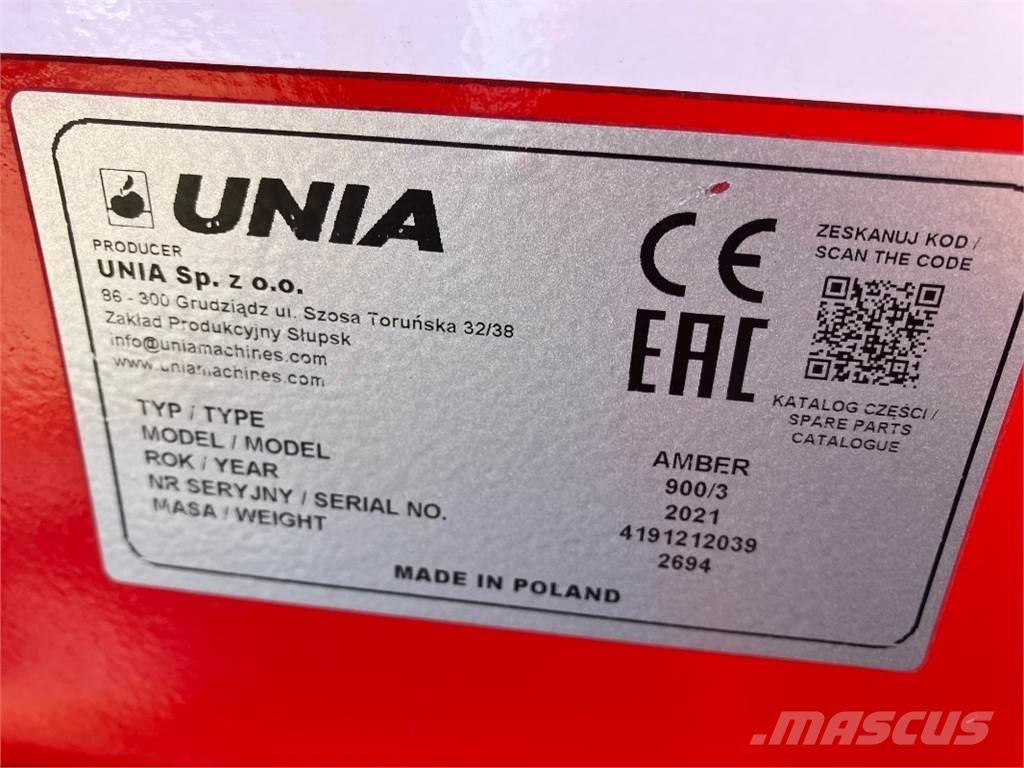 UNIA
PRODUCER
UNIA Sp. z o.o.
86 - 300 Grudziądz ul. Szosa Toruńska 32/38
Zakład Produkcyjny Słupsk
info@uniamachines.com
www.uniamachines.com
CE
EAC
ZESKANUJ KOD /
SCAN THE CODE
KATALOG CZĘŚCI /
SPARE PARTS
CATALOGUE
TYP / TYPE AMBER
MODEL / MODEL 900/3
ROK / YEAR 2021
NR SERYJNY / SERIAL NO. 4191212039
MASA / WEIGHT 2694
MADE IN POLAND
MASCUS